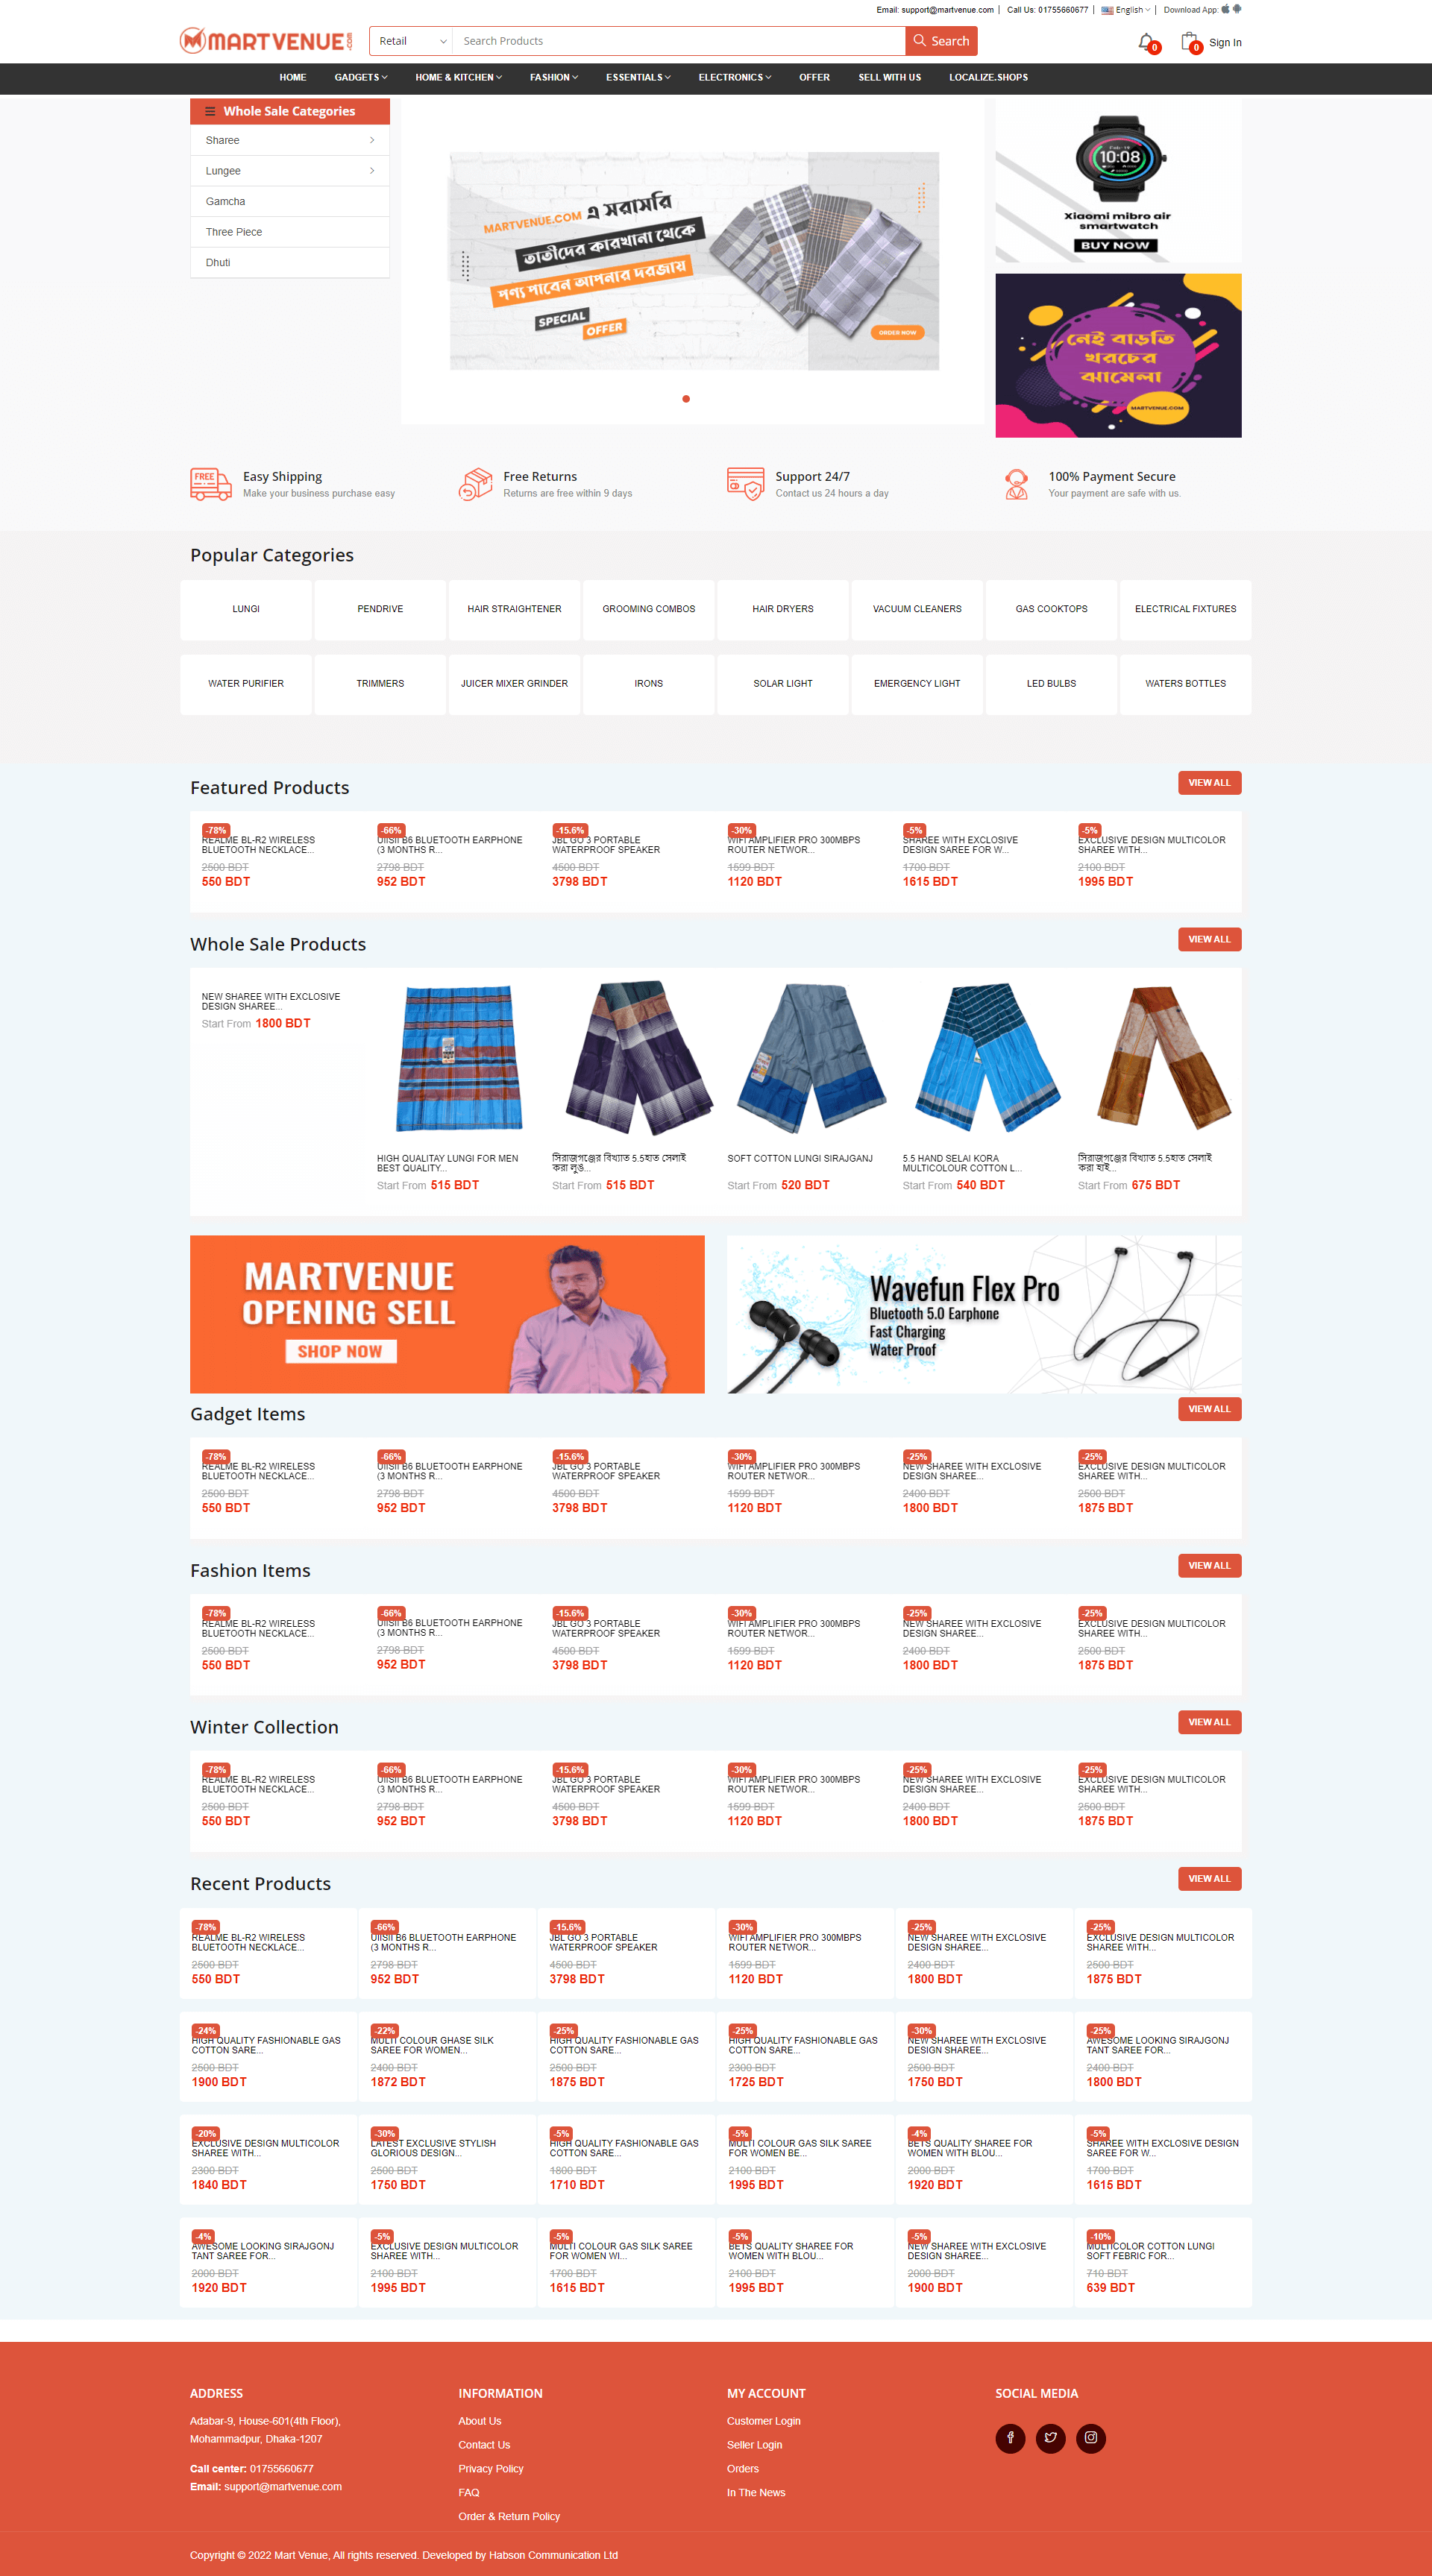 Email: support@martvenue.com | Call Us: 01755660677 | English | Download App:
MARTVENUE.COM
Retail
Search Products
Search
0
0
Sign In
HOME GADGETS HOME & KITCHEN FASHION ESSENTIALS ELECTRONICS OFFER SELL WITH US LOCALIZE.SHOPS
Whole Sale Categories
Sharee
Lungee
Gamcha
Three Piece
Dhuti
MARTVENUE.COM এ সরাসরি
তাতীদের কারখানা থেকে
পণ্য পাবেন আপনার দরজায়
SPECIAL
OFFER
ORDER NOW
10:08
Xiaomi mibro air
smartwatch
BUY NOW
নেই বাড়তি
খরচের
ঝামেলা
MARTVENUE.COM
FREE
Easy Shipping
Make your business purchase easy
Free Returns
Returns are free within 9 days
Support 24/7
Contact us 24 hours a day
100% Payment Secure
Your payment are safe with us.
Popular Categories
LUNGI PENDRIVE HAIR STRAIGHTENER GROOMING COMBOS HAIR DRYERS VACUUM CLEANERS GAS COOKTOPS ELECTRICAL FIXTURES
WATER PURIFIER TRIMMERS JUICER MIXER GRINDER IRONS SOLAR LIGHT EMERGENCY LIGHT LED BULBS WATERS BOTTLES
Featured Products
VIEW ALL
-78% -66% -15.6% -30% -5% -5%
REALME BL-R2 WIRELESS UIISII B6 BLUETOOTH EARPHONE JBL GO 3 PORTABLE WIFI AMPLIFIER PRO 300MBPS SHAREE WITH EXCLOSIVE EXCLUSIVE DESIGN MULTICOLOR
BLUETOOTH NECKLACE... (3 MONTHS R... WATERPROOF SPEAKER ROUTER NETWOR... DESIGN SAREE FOR W... SHAREE WITH...
2500 BDT 2798 BDT 4500 BDT 1599 BDT 1700 BDT 2100 BDT
550 BDT 952 BDT 3798 BDT 1120 BDT 1615 BDT 1995 BDT
Whole Sale Products
VIEW ALL
NEW SHAREE WITH EXCLOSIVE
DESIGN SHAREE...
Start From 1800 BDT
HIGH QUALITAY LUNGI FOR MEN
BEST QUALITY...
Start From 515 BDT
সিরাজগঞ্জের বিখ্যাত 5.5হাত সেলাই
করা লুঙ...
Start From 515 BDT
SOFT COTTON LUNGI SIRAJGANJ
Start From 520 BDT
5.5 HAND SELAI KORA
MULTICOLOUR COTTON L...
Start From 540 BDT
সিরাজগঞ্জের বিখ্যাত 5.5হাত সেলাই
করা হাই...
Start From 675 BDT
MARTVENUE
OPENING SELL
SHOP NOW
Wavefun Flex Pro
Bluetooth 5.0 Earphone
Fast Charging
Water Proof
Gadget Items
VIEW ALL
-78% -66% -15.6% -30% -25% -25%
REALME BL-R2 WIRELESS UIISII B6 BLUETOOTH EARPHONE JBL GO 3 PORTABLE WIFI AMPLIFIER PRO 300MBPS NEW SHAREE WITH EXCLOSIVE EXCLUSIVE DESIGN MULTICOLOR
BLUETOOTH NECKLACE... (3 MONTHS R... WATERPROOF SPEAKER ROUTER NETWOR... DESIGN SHAREE... SHAREE WITH...
2500 BDT 2798 BDT 4500 BDT 1599 BDT 2400 BDT 2500 BDT
550 BDT 952 BDT 3798 BDT 1120 BDT 1800 BDT 1875 BDT
Fashion Items
VIEW ALL
-78% -66% -15.6% -30% -25% -25%
REALME BL-R2 WIRELESS UIISII B6 BLUETOOTH EARPHONE JBL GO 3 PORTABLE WIFI AMPLIFIER PRO 300MBPS NEW SHAREE WITH EXCLOSIVE EXCLUSIVE DESIGN MULTICOLOR
BLUETOOTH NECKLACE... (3 MONTHS R... WATERPROOF SPEAKER ROUTER NETWOR... DESIGN SHAREE... SHAREE WITH...
2500 BDT 2798 BDT 4500 BDT 1599 BDT 2400 BDT 2500 BDT
550 BDT 952 BDT 3798 BDT 1120 BDT 1800 BDT 1875 BDT
Winter Collection
VIEW ALL
-78% -66% -15.6% -30% -25% -25%
REALME BL-R2 WIRELESS UIISII B6 BLUETOOTH EARPHONE JBL GO 3 PORTABLE WIFI AMPLIFIER PRO 300MBPS NEW SHAREE WITH EXCLOSIVE EXCLUSIVE DESIGN MULTICOLOR
BLUETOOTH NECKLACE... (3 MONTHS R... WATERPROOF SPEAKER ROUTER NETWOR... DESIGN SHAREE... SHAREE WITH...
2500 BDT 2798 BDT 4500 BDT 1599 BDT 2400 BDT 2500 BDT
550 BDT 952 BDT 3798 BDT 1120 BDT 1800 BDT 1875 BDT
Recent Products
VIEW ALL
-78% -66% -15.6% -30% -25% -25%
REALME BL-R2 WIRELESS UIISII B6 BLUETOOTH EARPHONE JBL GO 3 PORTABLE WIFI AMPLIFIER PRO 300MBPS NEW SHAREE WITH EXCLOSIVE EXCLUSIVE DESIGN MULTICOLOR
BLUETOOTH NECKLACE... (3 MONTHS R... WATERPROOF SPEAKER ROUTER NETWOR... DESIGN SHAREE... SHAREE WITH...
2500 BDT 2798 BDT 4500 BDT 1599 BDT 2400 BDT 2500 BDT
550 BDT 952 BDT 3798 BDT 1120 BDT 1800 BDT 1875 BDT
-24% -22% -25% -25% -30% -25%
HIGH QUALITY FASHIONABLE GAS MULTI COLOUR GHASE SILK HIGH QUALITY FASHIONABLE GAS HIGH QUALITY FASHIONABLE GAS NEW SHAREE WITH EXCLOSIVE AWESOME LOOKING SIRAJGONJ
COTTON SARE... SAREE FOR WOMEN... COTTON SARE... COTTON SARE... DESIGN SHAREE... TANT SAREE FOR...
2500 BDT 2400 BDT 2500 BDT 2300 BDT 2500 BDT 2400 BDT
1900 BDT 1872 BDT 1875 BDT 1725 BDT 1750 BDT 1800 BDT
-20% -30% -5% -5% -4% -5%
EXCLUSIVE DESIGN MULTICOLOR LATEST EXCLUSIVE STYLISH HIGH QUALITY FASHIONABLE GAS MULTI COLOUR GAS SILK SAREE BETS QUALITY SHAREE FOR SHAREE WITH EXCLOSIVE DESIGN
SHAREE WITH... GLORIOUS DESIGN... COTTON SARE... FOR WOMEN BE... WOMEN WITH BLOU... SAREE FOR W...
2300 BDT 2500 BDT 1800 BDT 2100 BDT 2000 BDT 1700 BDT
1840 BDT 1750 BDT 1710 BDT 1995 BDT 1920 BDT 1615 BDT
-4% -5% -5% -5% -5% -10%
AWESOME LOOKING SIRAJGONJ EXCLUSIVE DESIGN MULTICOLOR MULTI COLOUR GAS SILK SAREE BETS QUALITY SHAREE FOR NEW SHAREE WITH EXCLOSIVE MULTICOLOR COTTON LUNGI
TANT SAREE FOR... SHAREE WITH... FOR WOMEN WI... WOMEN WITH BLOU... DESIGN SHAREE... SOFT FEBRIC FOR...
2000 BDT 2100 BDT 1700 BDT 2100 BDT 2000 BDT 710 BDT
1920 BDT 1995 BDT 1615 BDT 1995 BDT 1900 BDT 639 BDT
ADDRESS
Adabar-9, House-601(4th Floor),
Mohammadpur, Dhaka-1207
Call center: 01755660677
Email: support@martvenue.com
INFORMATION
About Us
Contact Us
Privacy Policy
FAQ
Order & Return Policy
MY ACCOUNT
Customer Login
Seller Login
Orders
In The News
SOCIAL MEDIA
Copyright © 2022 Mart Venue, All rights reserved. Developed by Habson Communication Ltd